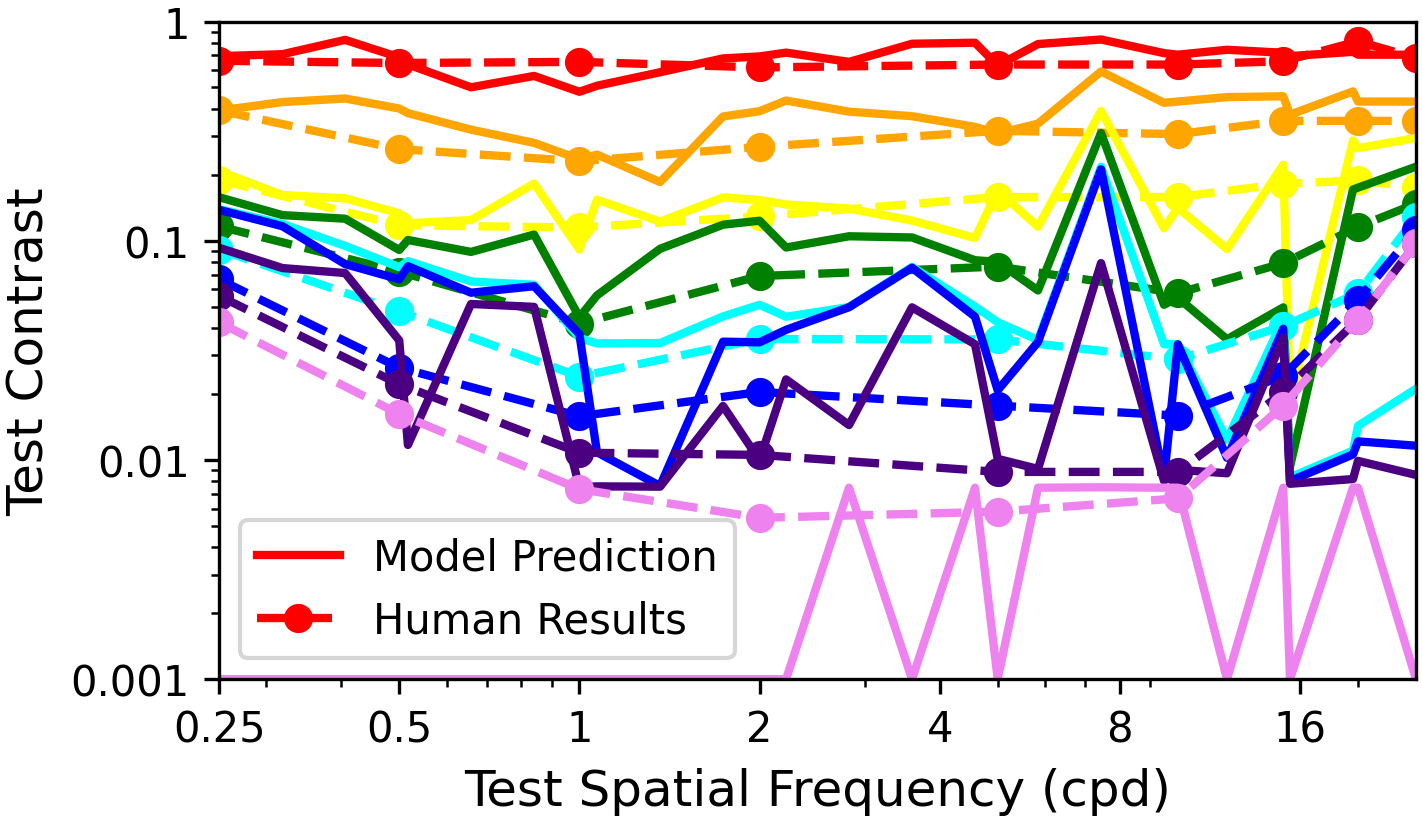 Test Contrast
1
0.1
0.01
0.001
Model Prediction
Human Results
0.25 0.5 1 2 4 8 16
Test Spatial Frequency (cpd)